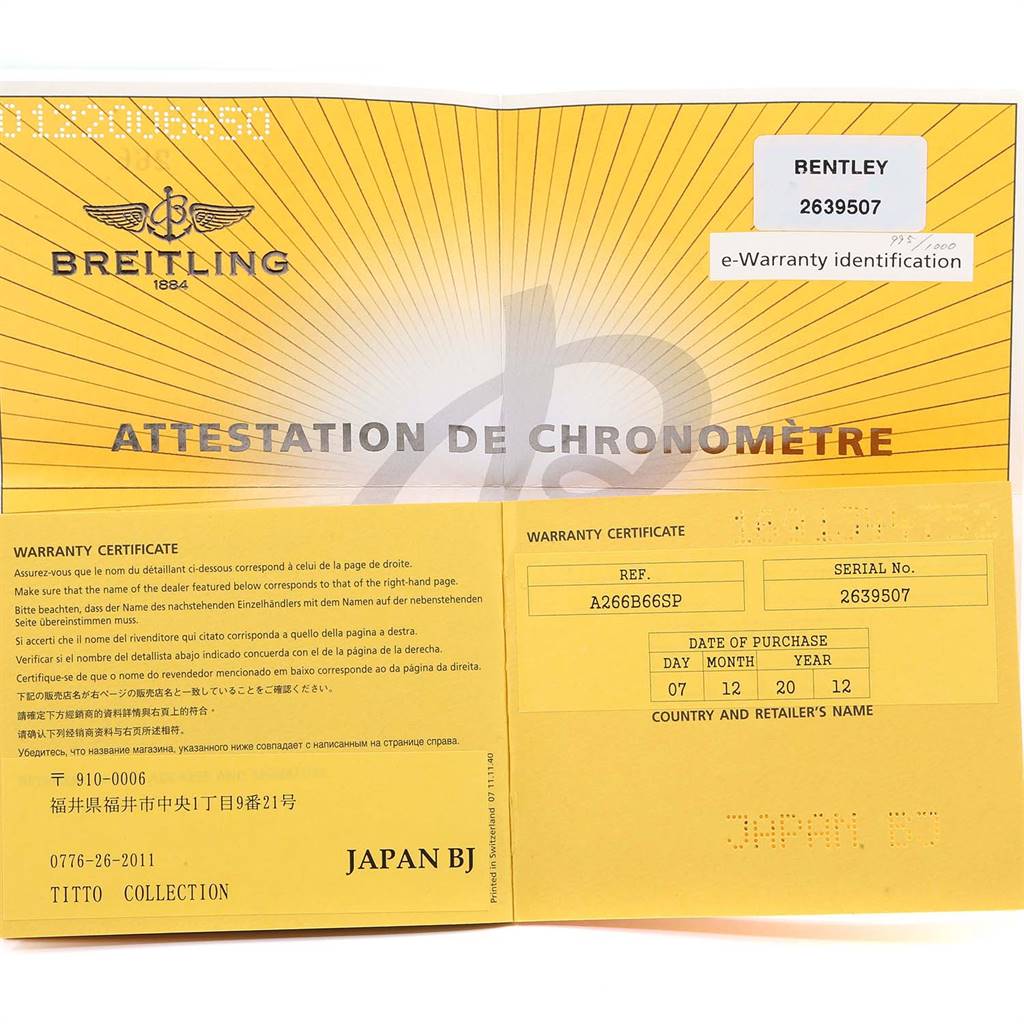 0122006650
BREITLING
1884
BENTLEY
2639507
995/1000
e-Warranty identification
ATTESTATION DE CHRONOMÈTRE
WARRANTY CERTIFICATE
Assurez-vous que le nom du détaillant ci-dessous correspond à celui de la page de droite.
Make sure that the name of the dealer featured below corresponds to that of the right-hand page.
Bitte beachten, dass der Name des nachstehenden Einzelhändlers mit dem Namen auf der nebenstehenden
Seite übereinstimmen muss.
Si accerti che il nome del rivenditore qui citato corrisponda a quello della pagina a destra.
Verificar si el nombre del detallista abajo indicado concuerda con el de la página de la derecha.
Certifique-se de que o nome do revendedor mencionado em baixo corresponde ao da página da direita.
下記の販売店名が右ページの販売店名と一致していることをご確認ください。
請確定下方經銷商的資料詳情與右頁上的符合。
请确认下列经销商资料与右页所述相符。
Убедитесь, что название магазина, указанного ниже совпадает с написанным на странице справа.
〒 910-0006
福井県福井市中央1丁目9番21号
0776-26-2011
TITTO COLLECTION
JAPAN BJ
Printed in Switzerland 07 11.11.40
WARRANTY CERTIFICATE
REF.
A266B66SP
SERIAL No.
2639507
DATE OF PURCHASE
DAY MONTH YEAR
07 12 20 12
COUNTRY AND RETAILER'S NAME
JAPAN BJ